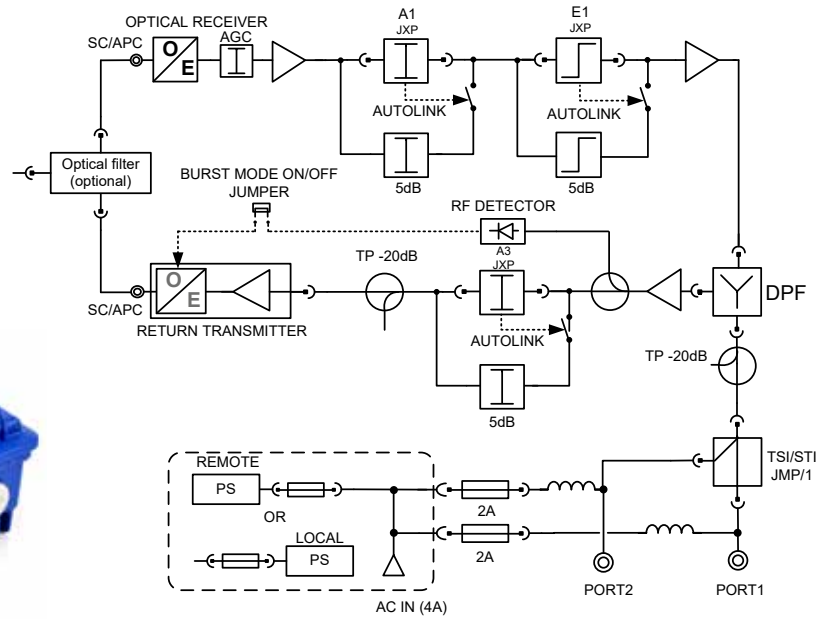 OPTICAL RECEIVER
SC/APC
O
E
AGC
A1
JXP
AUTOLINK
5dB
E1
JXP
AUTOLINK
5dB
Optical filter
(optional)
BURST MODE ON/OFF
JUMPER
RF DETECTOR
TP -20dB
A3
JXP
AUTOLINK
5dB
O
E
SC/APC
RETURN TRANSMITTER
DPF
TP -20dB
TSI/STI
JMP/1
REMOTE
PS
OR
LOCAL
PS
2A
2A
AC IN (4A)
PORT2
PORT1